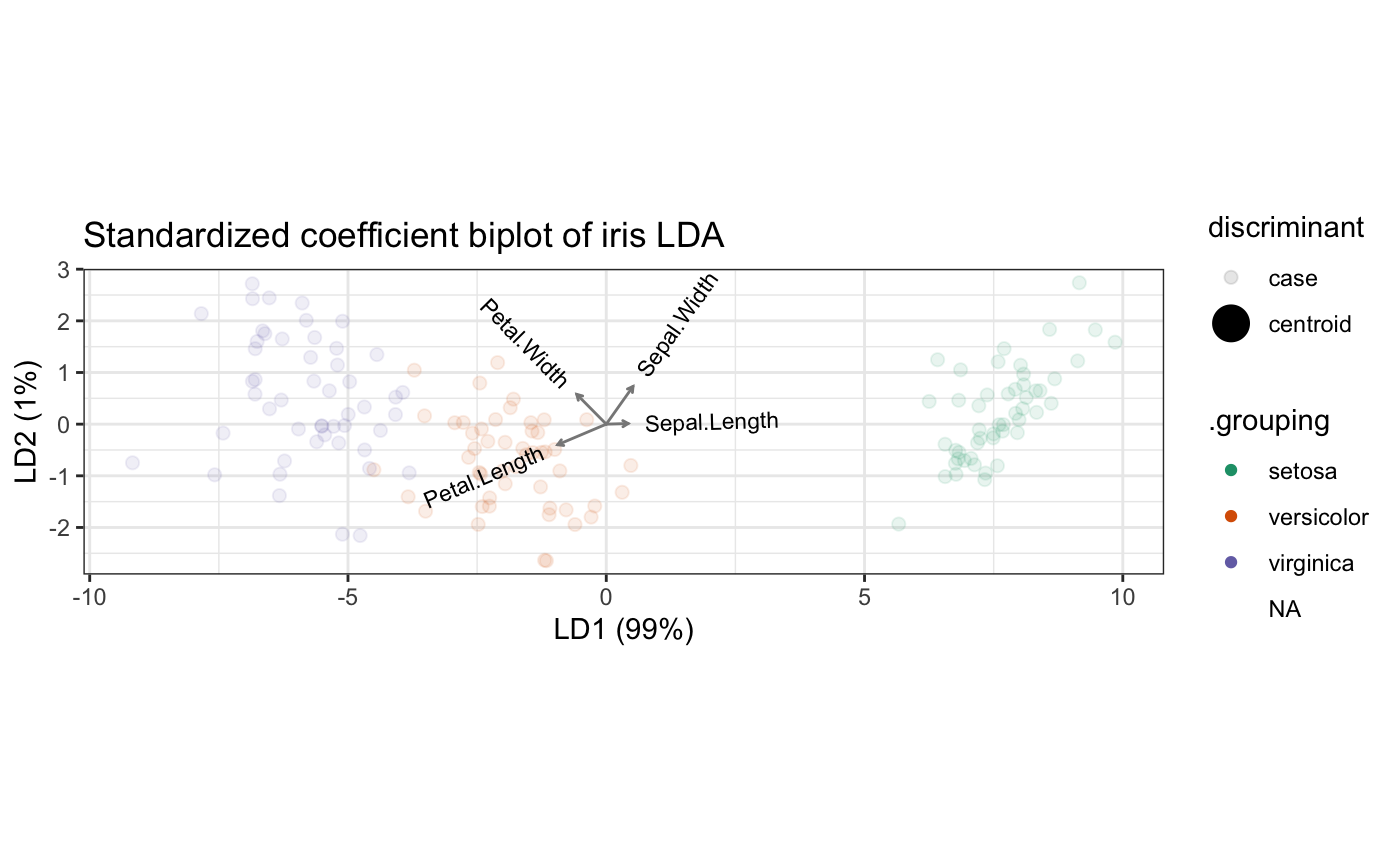 Standardized coefficient biplot of iris LDA
3
2
1
0
-1
-2
LD2 (1%)
Petal.Width
Sepal.Width
Sepal.Length
Petal.Length
-10
-5
0
5
10
LD1 (99%)
discriminant
case
centroid
.grouping
setosa
versicolor
virginica
NA